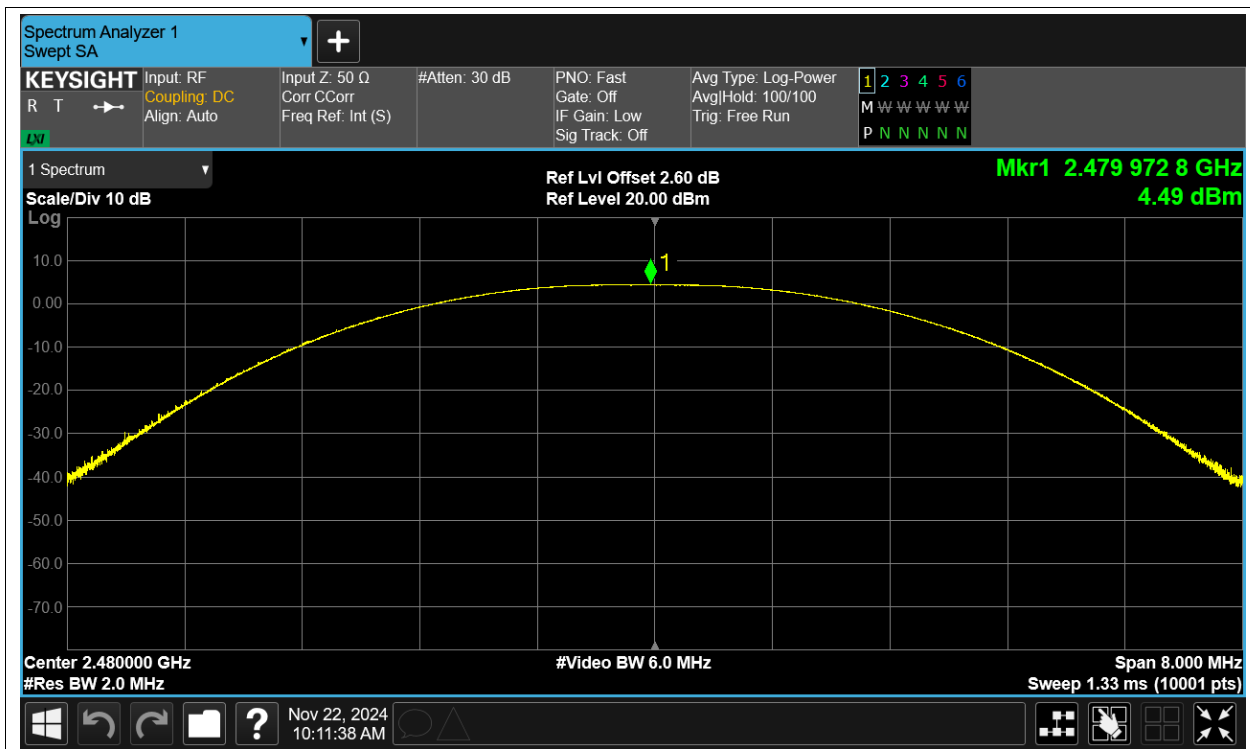 Spectrum Analyzer 1
Swept SA
+
KEYSIGHT
R T
LXI
Input: RF
Coupling: DC
Align: Auto
Input Z: 50 Ω
Corr CCorr
Freq Ref: Int (S)
#Atten: 30 dB
PNO: Fast
Gate: Off
IF Gain: Low
Sig Track: Off
Avg Type: Log-Power
Avg|Hold: 100/100
Trig: Free Run
1 2 3 4 5 6
M W W W W W
P N N N N N
1 Spectrum
Scale/Div 10 dB
Ref Lvl Offset 2.60 dB
Ref Level 20.00 dBm
Mkr1 2.479 972 8 GHz
4.49 dBm
Log
10.0
0.00
-10.0
-20.0
-30.0
-40.0
-50.0
-60.0
-70.0
1
Center 2.480000 GHz
#Res BW 2.0 MHz
#Video BW 6.0 MHz
Span 8.000 MHz
Sweep 1.33 ms (10001 pts)
?
Nov 22, 2024
10:11:38 AM